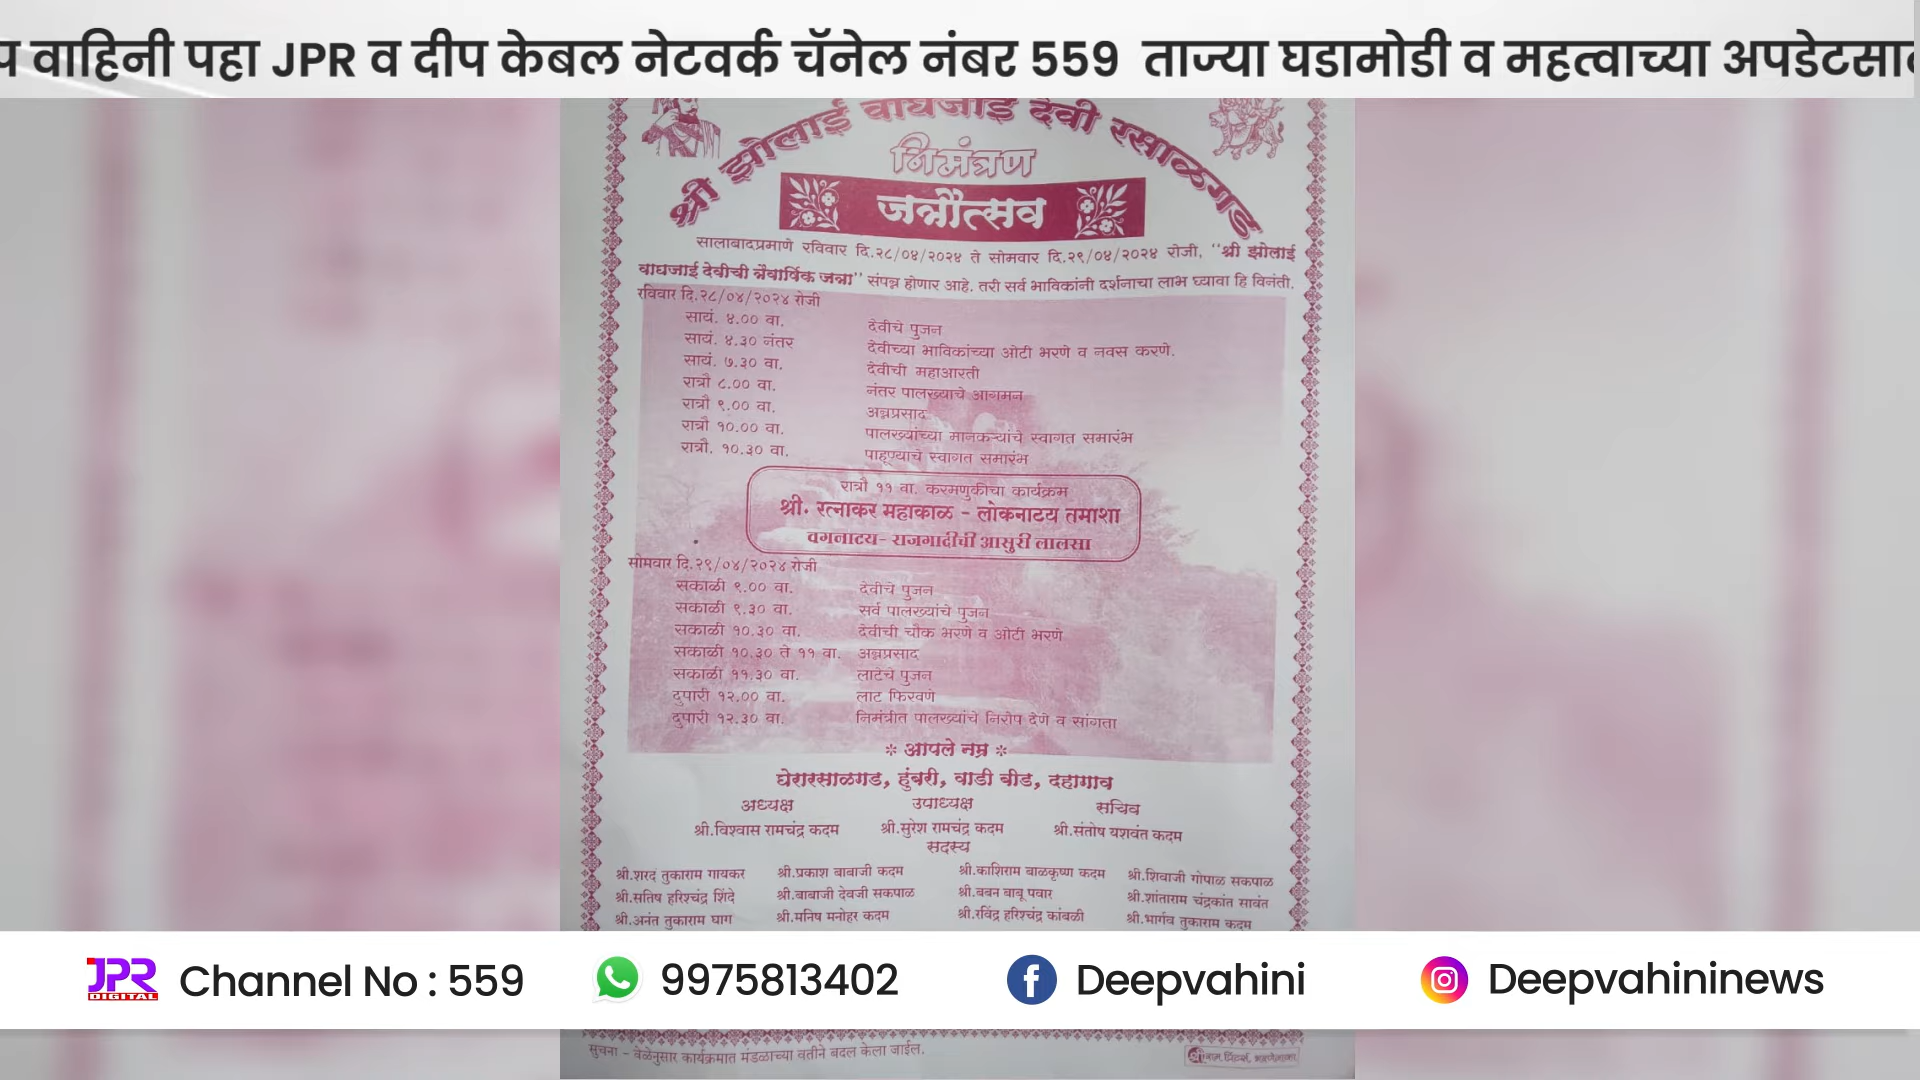 प वाहिनी पहा JPR व दीप केबल नेटवर्क चॅनेल नंबर 559 ताज्या घडामोडी व महत्वाच्या अपडेटसा
श्री झोलाई वाघजाई देवी रसाळगड
निमंत्रण
जत्रौत्सव
सालाबादप्रमाणे रविवार दि.२८/०४/२०२४ ते सोमवार दि.२९/०४/२०२४ रोजी, "श्री झोलाई
वाघजाई देवीची त्रैवार्षिक जत्रा" संपन्न होणार आहे. तरी सर्व भाविकांनी दर्शनाचा लाभ घ्यावा हि विनंती.
रविवार दि.२८/०४/२०२४ रोजी
सायं. ४.०० वा. देवीचे पुजन
सायं. ४.३० नंतर देवीच्या भाविकांच्या ओटी भरणे व नवस करणे.
सायं. ७.३० वा. देवीची महाआरती
रात्रौ ८.०० वा. नंतर पालख्याचे आगमन
रात्रौ ९.०० वा. अन्नप्रसाद
रात्रौ १०.०० वा. पालख्यांच्या मानकऱ्यांचे स्वागत समारंभ
रात्रौ. १०.३० वा. पाहूण्याचे स्वागत समारंभ
रात्रौ ११ वा. करमणुकीचा कार्यक्रम
श्री. रत्नाकर महाकाळ - लोकनाटय तमाशा
वगनाटय- राजगादीची आसुरी लालसा
सोमवार दि.२९/०४/२०२४ रोजी
सकाळी ९.०० वा. देवीचे पुजन
सकाळी ९.३० वा. सर्व पालख्यांचे पुजन
सकाळी १०.३० वा. देवीची चौक भरणे व ओटी भरणे
सकाळी १०.३० ते ११ वा. अन्नप्रसाद
सकाळी ११.३० वा. लाटेचे पुजन
दुपारी १२.०० वा. लाट फिरवणे
दुपारी १२.३० वा. निमंत्रीत पालख्यांचे निरोप देणे व सांगता
* आपले नम्र *
घेरारसाळगड, हुंबरी, वाडी बीड, दहागाव
अध्यक्ष उपाध्यक्ष सचिव
श्री.विश्वास रामचंद्र कदम श्री.सुरेश रामचंद्र कदम श्री.संतोष यशवंत कदम
सदस्य
श्री.शरद तुकाराम गायकर श्री.प्रकाश बाबाजी कदम श्री.काशिराम बाळकृष्ण कदम श्री.शिवाजी गोपाळ सकपाळ
श्री.सतिष हरिश्चंद्र शिंदे श्री.बाबाजी देवजी सकपाळ श्री.बबन बाबू पवार श्री.शांताराम चंद्रकांत सावंत
श्री.अनंत तुकाराम घाग श्री.मनिष मनोहर कदम श्री.रविंद्र हरिश्चंद्र कांबळी श्री.भार्गव तुकाराम कदम
JPR DIGITAL Channel No : 559 9975813402 Deepvahini Deepvahininews
सुचना - वेळेनुसार कार्यक्रमात मंडळाच्या वतीने बदल केला जाईल.